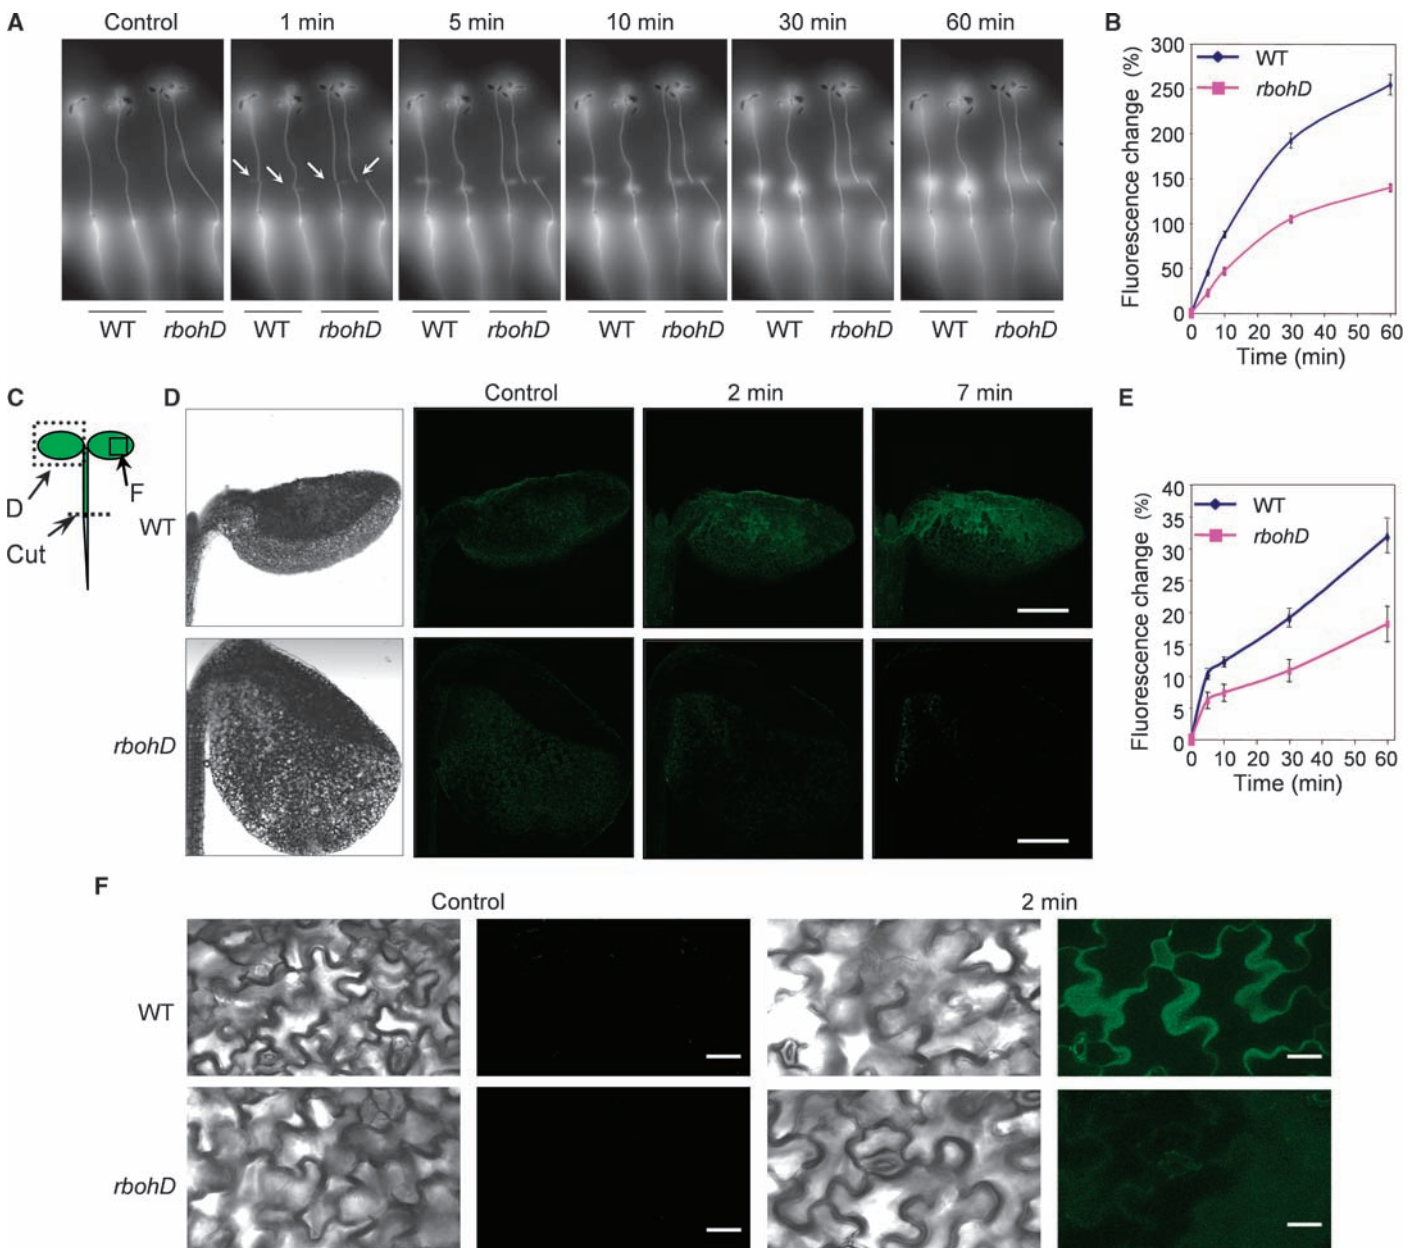 A
Control
1 min
5 min
10 min
30 min
60 min
WT
rbohD
WT
rbohD
WT
rbohD
WT
rbohD
WT
rbohD
WT
rbohD
B
Fluorescence change (%)
300
250
200
150
100
50
0
WT
rbohD
0 10 20 30 40 50 60
Time (min)
C
D
F
Cut
D
Control
2 min
7 min
WT
rbohD
E
Fluorescence change (%)
40
35
30
25
20
15
10
5
0
WT
rbohD
0 10 20 30 40 50 60
Time (min)
F
Control
2 min
WT
rbohD